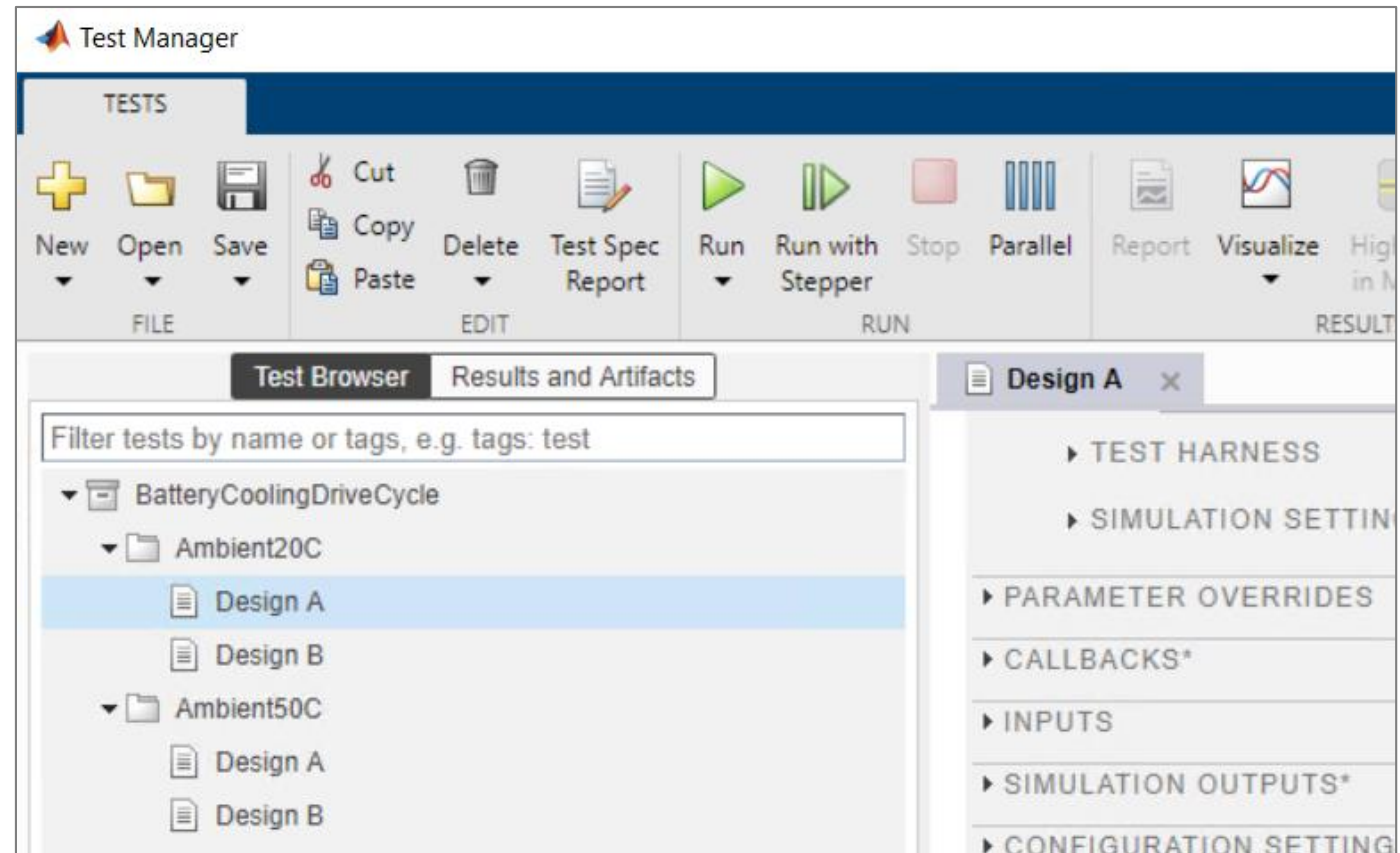 Test Manager
TESTS
Cut
Copy
Paste
New
Open
Save
Delete
Test Spec
Report
Run
Run with
Stepper
Stop
Parallel
Report
Visualize
FILE
EDIT
RUN
Test Browser
Results and Artifacts
Design A
Filter tests by name or tags, e.g. tags: test
BatteryCoolingDriveCycle
Ambient20C
Design A
Design B
Ambient50C
Design A
Design B
TEST HARNESS
SIMULATION
PARAMETER OVERRIDES
CALLBACKS*
INPUTS
SIMULATION OUTPUTS*
CONFIGURATION